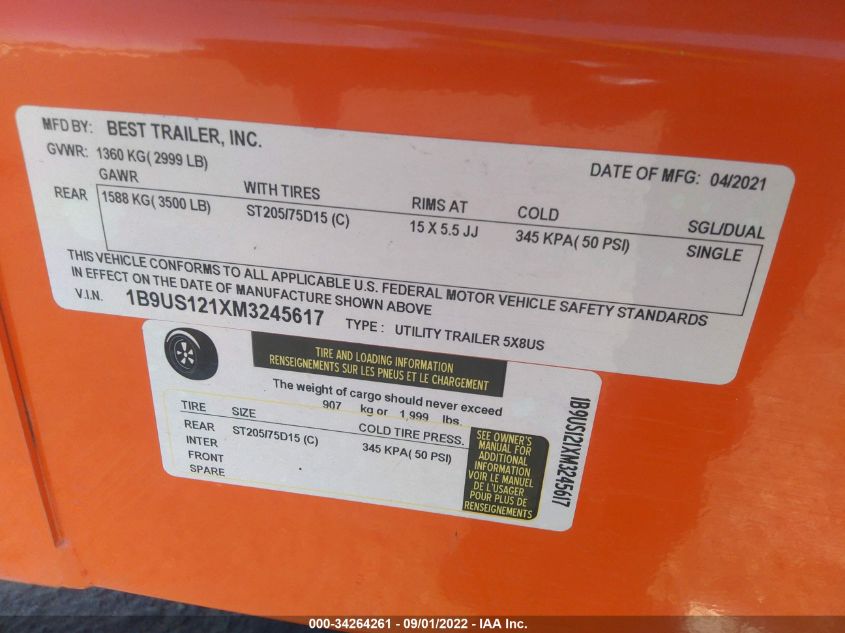 MFD BY: BEST TRAILER, INC.
DATE OF MFG: 04/2021
GVWR: 1360 KG( 2999 LB)
GAWR WITH TIRES RIMS AT COLD SGL/DUAL
REAR 1588 KG( 3500 LB) ST205/75D15 (C) 15 X 5.5 JJ 345 KPA( 50 PSI) SINGLE
THIS VEHICLE CONFORMS TO ALL APPLICABLE U.S. FEDERAL MOTOR VEHICLE SAFETY STANDARDS
IN EFFECT ON THE DATE OF MANUFACTURE SHOWN ABOVE
V.I.N. 1B9US121XM3245617 TYPE : UTILITY TRAILER 5X8US
TIRE AND LOADING INFORMATION
RENSEIGNEMENTS SUR LES PNEUS ET LE CHARGEMENT
The weight of cargo should never exceed
907 kg or 1,999 lbs.
TIRE SIZE COLD TIRE PRESS.
REAR ST205/75D15 (C) 345 KPA( 50 PSI)
INTER
FRONT
SPARE
SEE OWNER'S
MANUAL FOR
ADDITIONAL
INFORMATION
VOIR LE MANUEL
DE L'USAGER
POUR PLUS DE
RENSEIGNEMENTS
1B9US121XM3245617
000-34264261 - 09/01/2022 - IAA Inc.